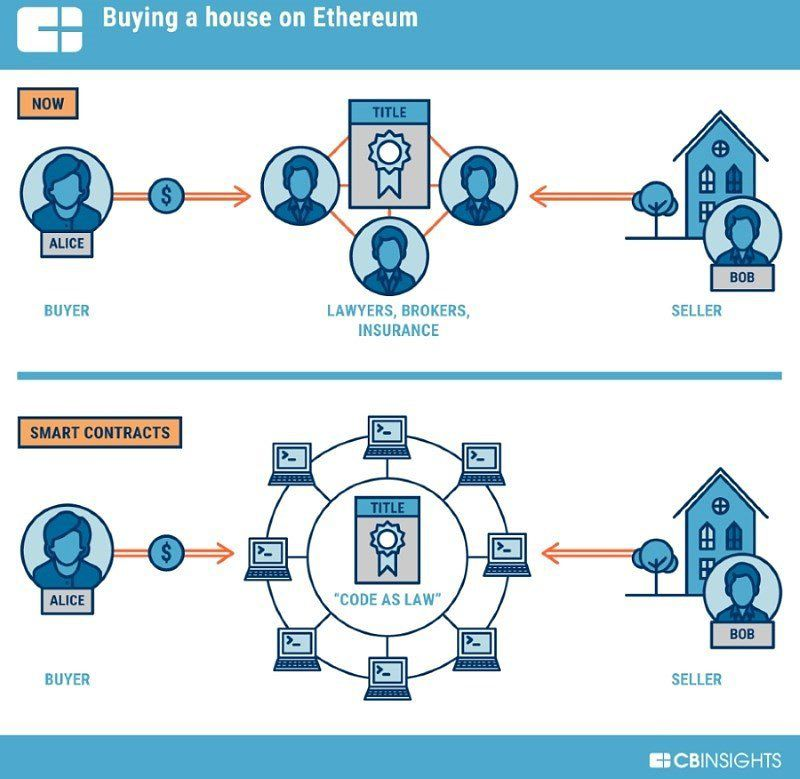 Buying a house on Ethereum
NOW
TITLE
$
ALICE
BOB
BUYER
LAWYERS, BROKERS,
INSURANCE
SELLER
SMART CONTRACTS
>_
>_
>_
TITLE
$
>_
>_
"CODE AS LAW"
ALICE
BOB
>_
>_
>_
BUYER
SELLER
CBINSIGHTS